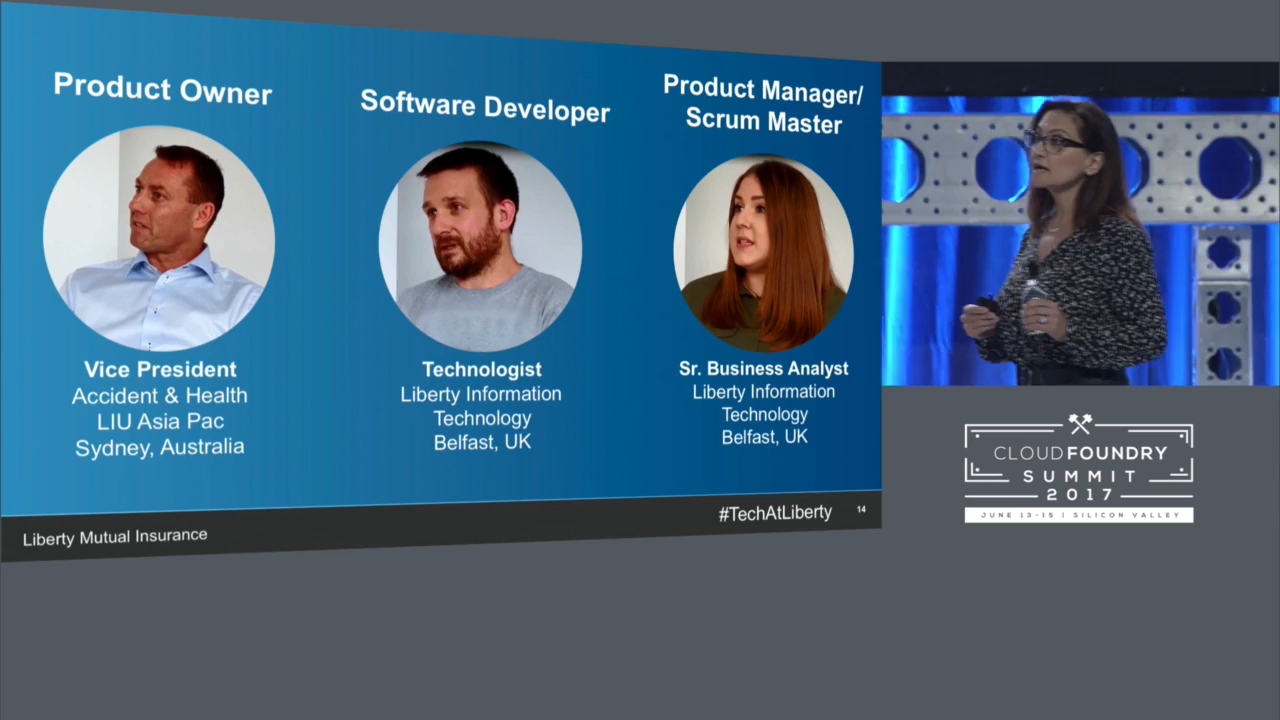 Product Owner
Software Developer
Product Manager/
Scrum Master
Vice President
Accident & Health
LIU Asia Pac
Sydney, Australia
Technologist
Liberty Information
Technology
Belfast, UK
Sr. Business Analyst
Liberty Information
Technology
Belfast, UK
Liberty Mutual Insurance
#TechAtLiberty
14
CLOUDFOUNDRY
SUMMIT
2017
JUNE 13-15 | SILICON VALLEY